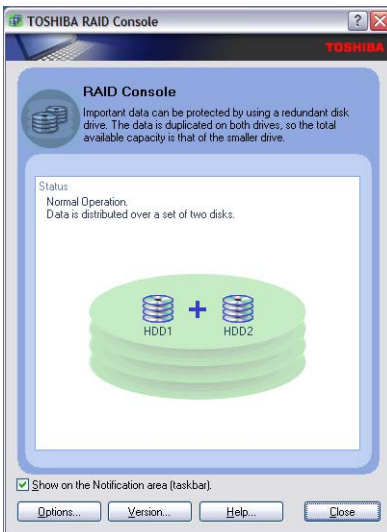 TOSHIBA RAID Console
TOSHIBA
RAID Console
Important data can be protected by using a redundant disk
drive. The data is duplicated on both drives, so the total
available capacity is that of the smaller drive.
Status
Normal Operation.
Data is distributed over a set of two disks.
HDD1 + HDD2
Show on the Notification area (taskbar).
Options... Version... Help... Close